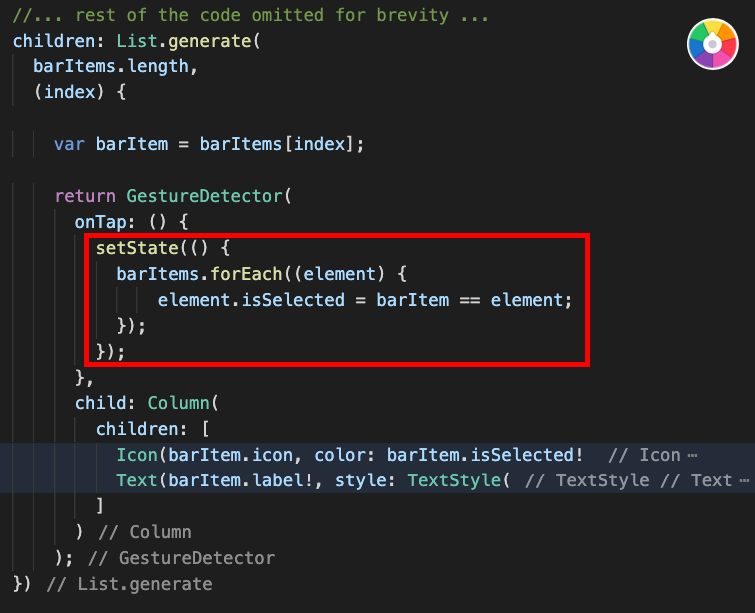 //... rest of the code omitted for brevity ...
children: List.generate(
  barItems.length,
  (index) {

    var barItem = barItems[index];

    return GestureDetector(
      onTap: () {
        setState(() {
          barItems.forEach((element) {
              element.isSelected = barItem == element;
          });
        });
      },
      child: Column(
        children: [
          Icon(barItem.icon, color: barItem.isSelected!  // Icon ⋯
          Text(barItem.label!, style: TextStyle( // TextStyle // Text ⋯
        ]
      ) // Column
    ); // GestureDetector
}) // List.generate